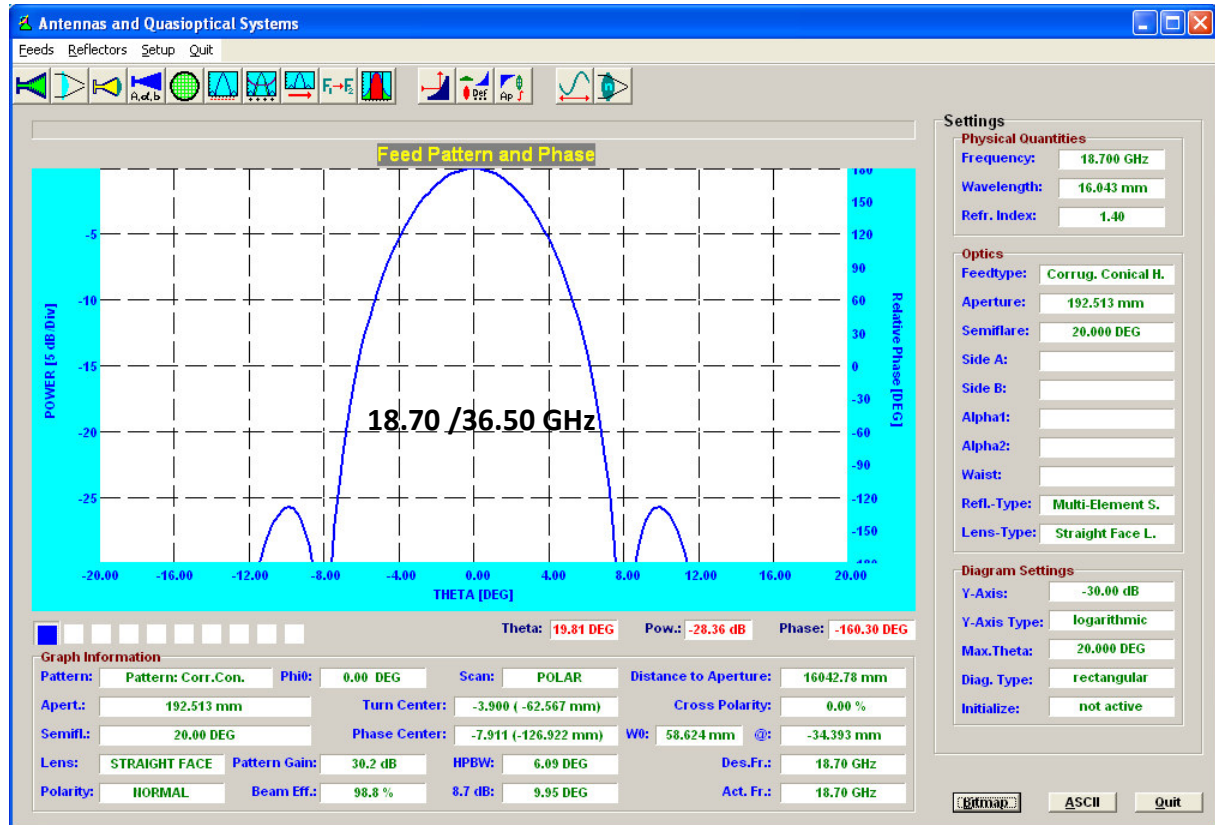 Antennas and Quasioptical Systems
Feeds Reflectors Setup Quit
A,α,b F₁→F₂ Ref Ap ∫ n
Feed Pattern and Phase
180
150
-5 120
90
-10 60
30
-15 0
-30
-20 -60
-90
-25 -120
-150
POWER [5 dB/Div]
Relative Phase [DEG]
18.70 /36.50 GHz
-20.00 -16.00 -12.00 -8.00 -4.00 0.00 4.00 8.00 12.00 16.00 20.00
THETA [DEG]
Theta: 19.81 DEG Pow.: -28.36 dB Phase: -160.30 DEG
Graph Information
Pattern: Pattern: Corr.Con. Phi0: 0.00 DEG Scan: POLAR Distance to Aperture: 16042.78 mm
Apert.: 192.513 mm Turn Center: -3.900 ( -62.567 mm) Cross Polarity: 0.00 %
Semifl.: 20.00 DEG Phase Center: -7.911 (-126.922 mm) W0: 58.624 mm @: -34.393 mm
Lens: STRAIGHT FACE Pattern Gain: 30.2 dB HPBW: 6.09 DEG Des.Fr.: 18.70 GHz
Polarity: NORMAL Beam Eff.: 98.8 % 8.7 dB: 9.95 DEG Act. Fr.: 18.70 GHz
Settings
Physical Quantities
Frequency: 18.700 GHz
Wavelength: 16.043 mm
Refr. Index: 1.40
Optics
Feedtype: Corrug. Conical H.
Aperture: 192.513 mm
Semiflare: 20.000 DEG
Side A:
Side B:
Alpha1:
Alpha2:
Waist:
Refl.-Type: Multi-Element S.
Lens-Type: Straight Face L.
Diagram Settings
Y-Axis: -30.00 dB
Y-Axis Type: logarithmic
Max.Theta: 20.000 DEG
Diag. Type: rectangular
Initialize: not active
Bitmap ASCII Quit